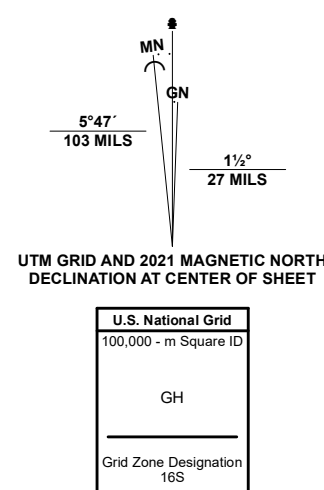 MN
GN
5°47´
103 MILS
1½°
27 MILS
UTM GRID AND 2021 MAGNETIC NORTH
DECLINATION AT CENTER OF SHEET
U.S. National Grid
100,000 - m Square ID
GH
Grid Zone Designation
16S